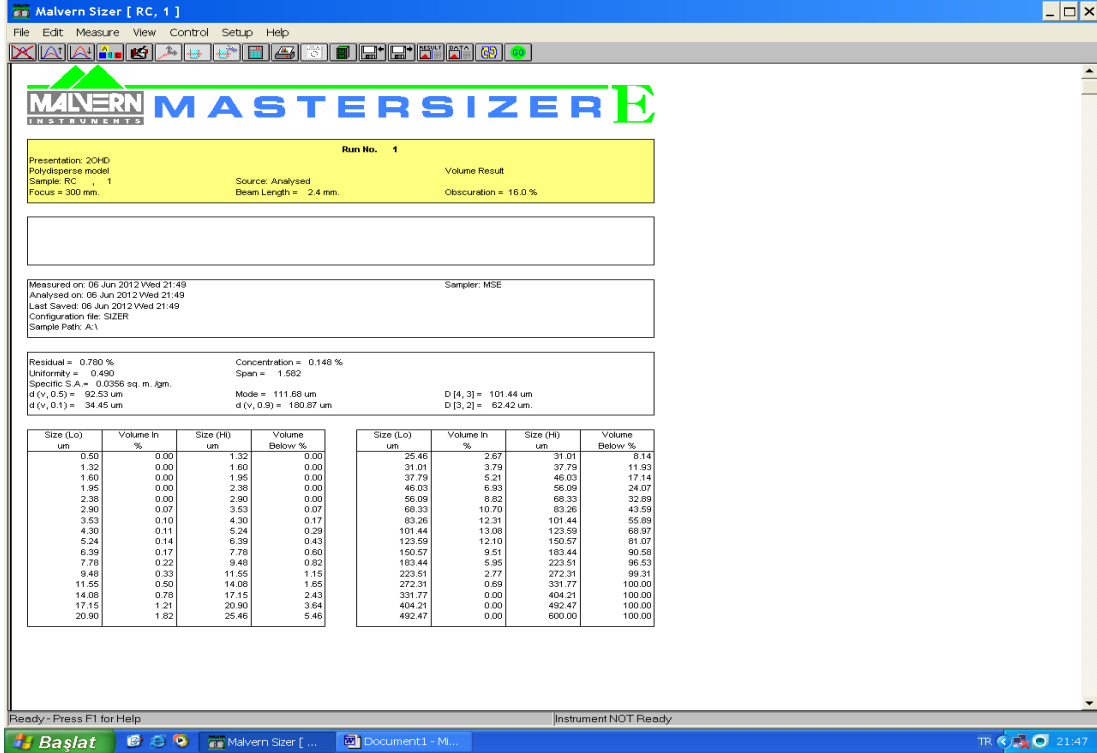 Malvern Sizer [ RC, 1 ]
File Edit Measure View Control Setup Help
RESULT DATA GO
MALVERN
INSTRUMENTS
MASTERSIZER E
Run No. 1
Presentation: 2OHD
Polydisperse model Volume Result
Sample: RC , 1 Source: Analysed
Focus = 300 mm. Beam Length = 2.4 mm. Obscuration = 16.0 %
Measured on: 06 Jun 2012 Wed 21:49 Sampler: MSE
Analysed on: 06 Jun 2012 Wed 21:49
Last Saved: 06 Jun 2012 Wed 21:49
Configuration file: SIZER
Sample Path: A:\
Residual = 0.780 % Concentration = 0.148 %
Uniformity = 0.490 Span = 1.582
Specific S.A.= 0.0356 sq. m. /gm.
d (v, 0.5) = 92.53 um Mode = 111.68 um D [4, 3] = 101.44 um
d (v, 0.1) = 34.45 um d (v, 0.9) = 180.87 um D [3, 2] = 62.42 um.
Size (Lo) Volume In Size (Hi) Volume Size (Lo) Volume In Size (Hi) Volume
um % um Below % um % um Below %
0.50 0.00 1.32 0.00 25.46 2.67 31.01 8.14
1.32 0.00 1.60 0.00 31.01 3.79 37.79 11.93
1.60 0.00 1.95 0.00 37.79 5.21 46.03 17.14
1.95 0.00 2.38 0.00 46.03 6.93 56.09 24.07
2.38 0.00 2.90 0.00 56.09 8.82 68.33 32.89
2.90 0.07 3.53 0.07 68.33 10.70 83.26 43.59
3.53 0.10 4.30 0.17 83.26 12.31 101.44 55.89
4.30 0.11 5.24 0.29 101.44 13.08 123.59 68.97
5.24 0.14 6.39 0.43 123.59 12.10 150.57 81.07
6.39 0.17 7.78 0.60 150.57 9.51 183.44 90.58
7.78 0.22 9.48 0.82 183.44 5.95 223.51 96.53
9.48 0.33 11.55 1.15 223.51 2.77 272.31 99.31
11.55 0.50 14.08 1.65 272.31 0.69 331.77 100.00
14.08 0.78 17.15 2.43 331.77 0.00 404.21 100.00
17.15 1.21 20.90 3.64 404.21 0.00 492.47 100.00
20.90 1.82 25.46 5.46 492.47 0.00 600.00 100.00
Ready - Press F1 for Help Instrument NOT Ready
Başlat Malvern Sizer [ ... Document1 - Mi... TR 21:47